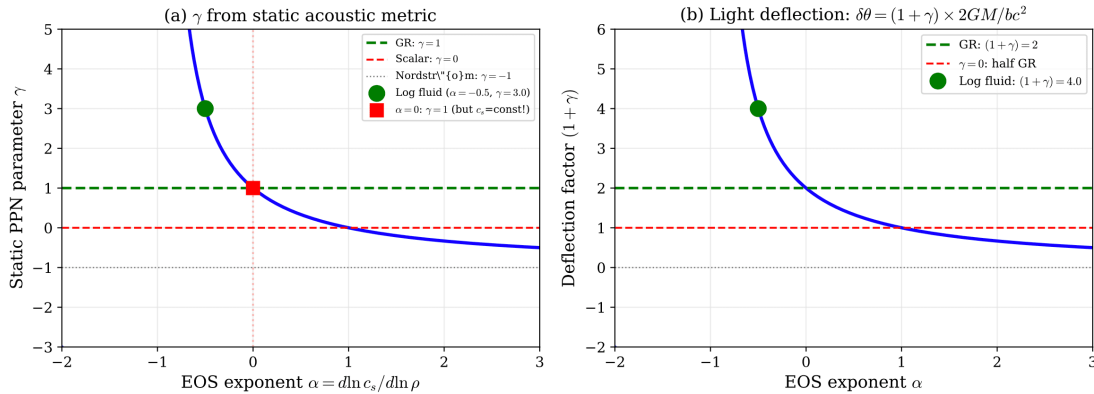 (a) γ from static acoustic metric
5
4
3
2
1
0
−1
−2
−3
−2
−1
0
1
2
3
Static PPN parameter γ
EOS exponent α = d ln c_s / d ln ρ
GR: γ = 1
Scalar: γ = 0
Nordstr\"{o}m: γ = −1
Log fluid (α = −0.5, γ = 3.0)
α = 0: γ = 1 (but c_s=const!)
(b) Light deflection: δθ = (1 + γ) × 2GM/bc²
6
5
4
3
2
1
0
−1
−2
−2
−1
0
1
2
3
Deflection factor (1 + γ)
EOS exponent α
GR: (1 + γ) = 2
γ = 0: half GR
Log fluid: (1 + γ) = 4.0